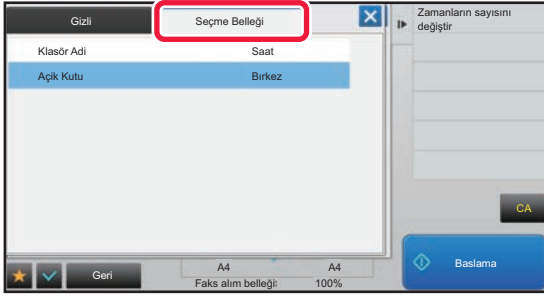 Gizli
Seçme Belleği
Klasör Adi Saat
Açik Kutu Bırkez
Zamanların sayısını
değiştir
CA
Baslama
Geri
A4 A4
Faks alım belleği: 100%